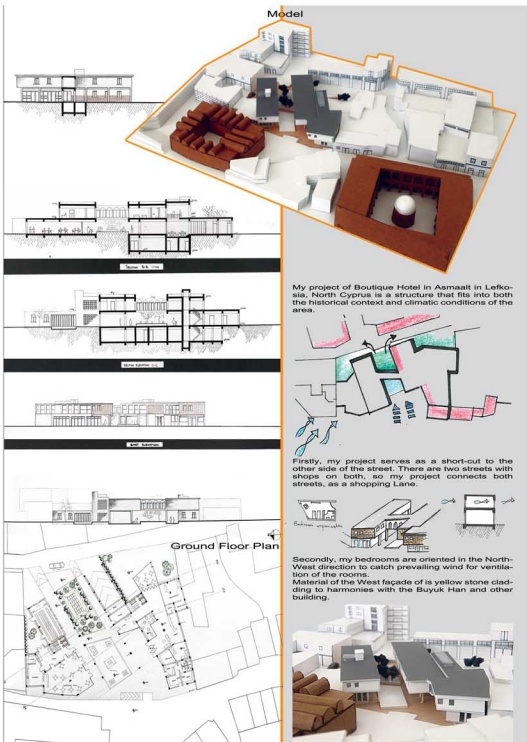 Model
My project of Boutique Hotel in Asmaalt in Lefko-
sia, North Cyprus is a structure that fits into both
the historical context and climatic conditions of the
area.
Firstly, my project serves as a short-cut to the
other side of the street. There are two streets with
shops on both, so my project connects both
streets, as a shopping Lane.
Secondly, my bedrooms are oriented in the North-
West direction to catch prevailing wind for ventila-
tion of the rooms.
Material of the West façade of is yellow stone clad-
ding to harmonies with the Buyuk Han and other
building.
Ground Floor Plan